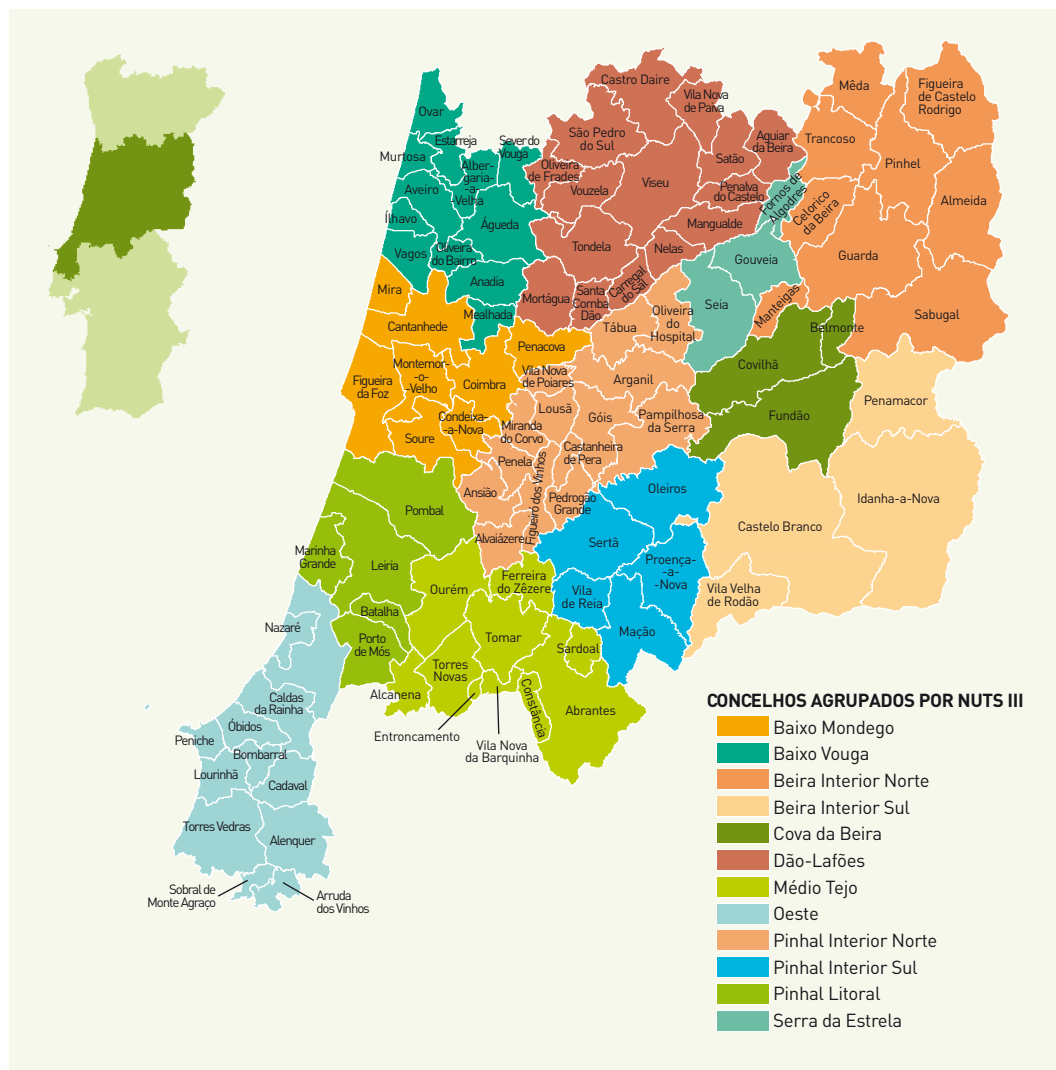 Ovar
Estarreja
Murtosa
Sever do
Vouga
Alber-
garia-
-a-
-Velha
Aveiro
Ílhavo
Águeda
Vagos
Oliveira
do Bairro
Anadia
Mealhada
Castro Daire
Vila Nova
de Paiva
São Pedro
do Sul
Aguiar
da Beira
Satão
Oliveira
de Frades
Vouzela
Viseu
Penalva
do Castelo
Mangualde
Tondela
Nelas
Carregal
do Sal
Santa
Comba
Dão
Mortágua
Mêda
Figueira
de Castelo
Rodrigo
Trancoso
Pinhel
Almeida
Fornos de
Algodres
Celorico
da Beira
Guarda
Gouveia
Seia
Manteigas
Sabugal
Belmonte
Covilhã
Fundão
Penamacor
Idanha-a-Nova
Castelo Branco
Vila Velha
de Rodão
Mira
Cantanhede
Montemor-
-o-
-Velho
Figueira
da Foz
Coimbra
Penacova
Condeixa-
-a-Nova
Soure
Tábua
Oliveira
do
Hospital
Vila Nova
de Poiares
Arganil
Lousã
Góis
Pampilhosa
da Serra
Miranda
do Corvo
Castanheira
de Pera
Penela
Figueiró dos Vinhos
Pedrogão
Grande
Ansião
Alvaiázere
Oleiros
Sertã
Proença-
-a-
-Nova
Vila
de Reia
Mação
Pombal
Marinha
Grande
Leiria
Batalha
Porto
de Mós
Ourém
Ferreira
do Zêzere
Tomar
Sardoal
Torres
Novas
Alcanena
Constância
Abrantes
Entroncamento
Vila Nova
da Barquinha
Nazaré
Caldas
da Rainha
Óbidos
Peniche
Bombarral
Lourinhã
Cadaval
Torres Vedras
Alenquer
Sobral de
Monte Agraço
Arruda
dos Vinhos
CONCELHOS AGRUPADOS POR NUTS III
Baixo Mondego
Baixo Vouga
Beira Interior Norte
Beira Interior Sul
Cova da Beira
Dão-Lafões
Médio Tejo
Oeste
Pinhal Interior Norte
Pinhal Interior Sul
Pinhal Litoral
Serra da Estrela